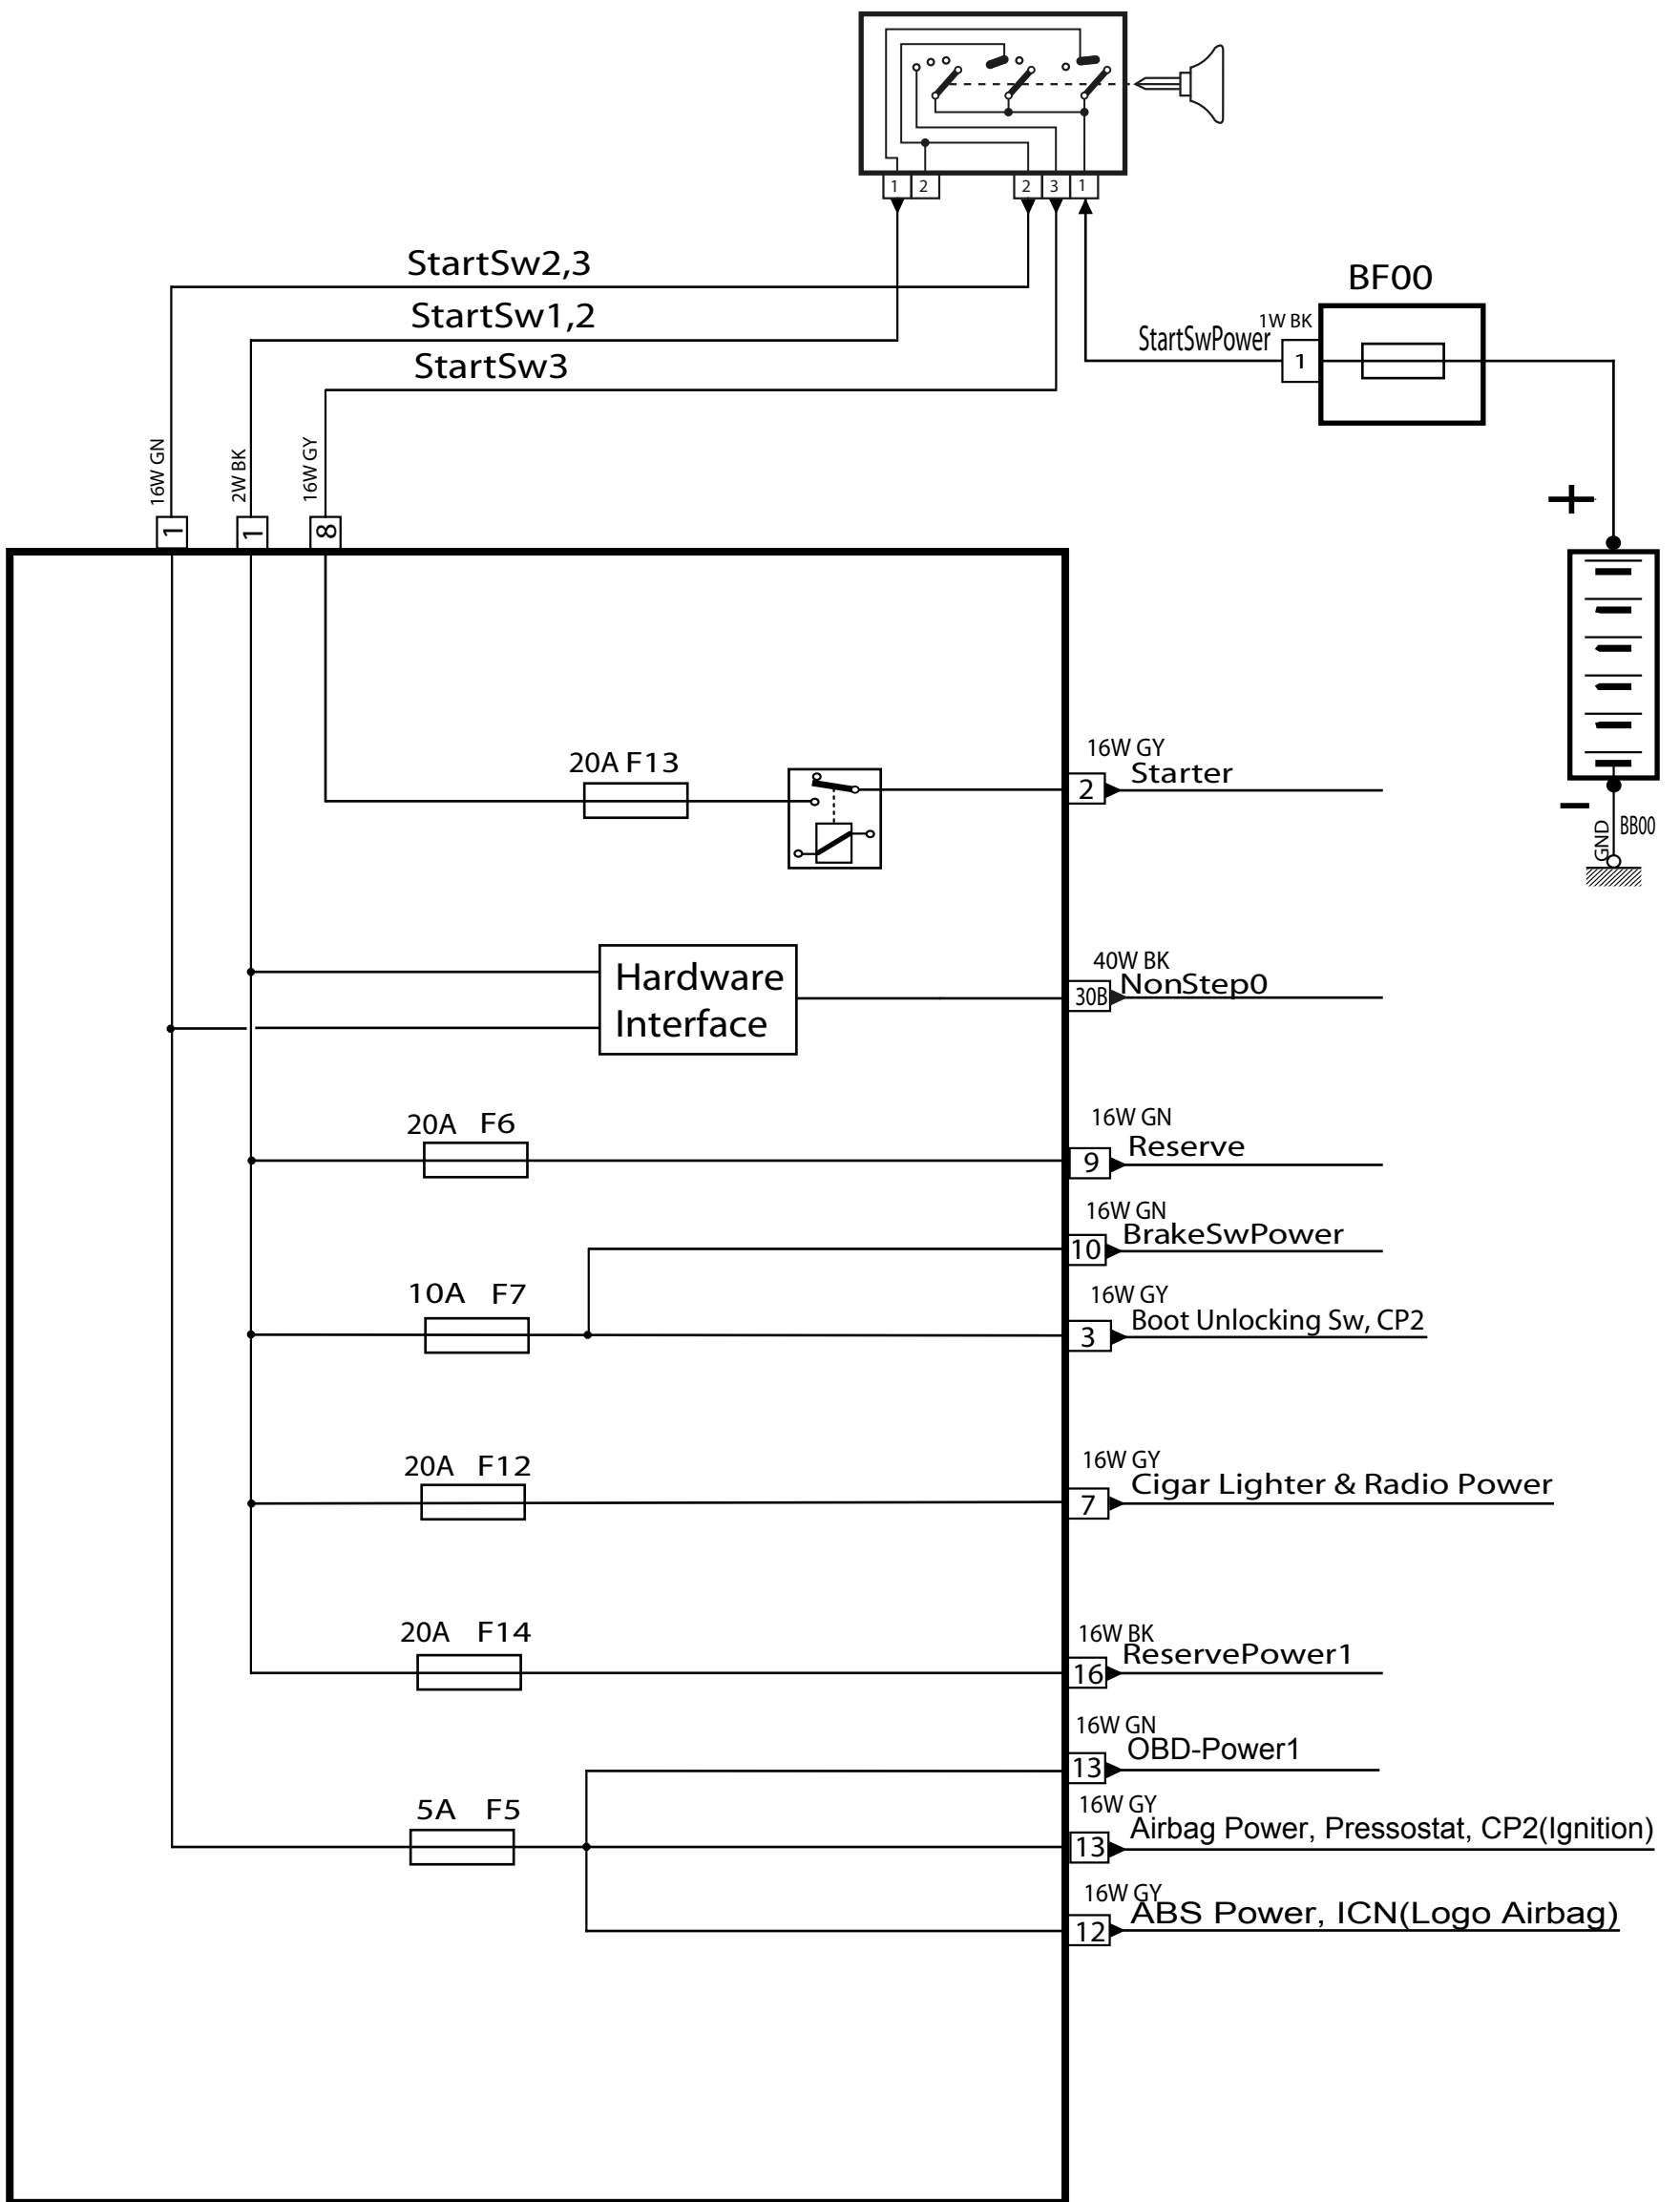 1 2 2 3 1
StartSw2,3
StartSw1,2
StartSw3
BF00
1W BK
StartSwPower
1
16W GN
2W BK
16W GY
1 1 8
+
20A F13
16W GY
2 Starter
−
GND
BB00
Hardware
Interface
40W BK
30B NonStep0
20A F6
16W GN
9 Reserve
16W GN
10 BrakeSwPower
10A F7
16W GY
3 Boot Unlocking Sw, CP2
20A F12
16W GY
7 Cigar Lighter & Radio Power
20A F14
16W BK
16 ReservePower1
16W GN
13 OBD-Power1
5A F5
16W GY
13 Airbag Power, Pressostat, CP2(Ignition)
16W GY
12 ABS Power, ICN(Logo Airbag)